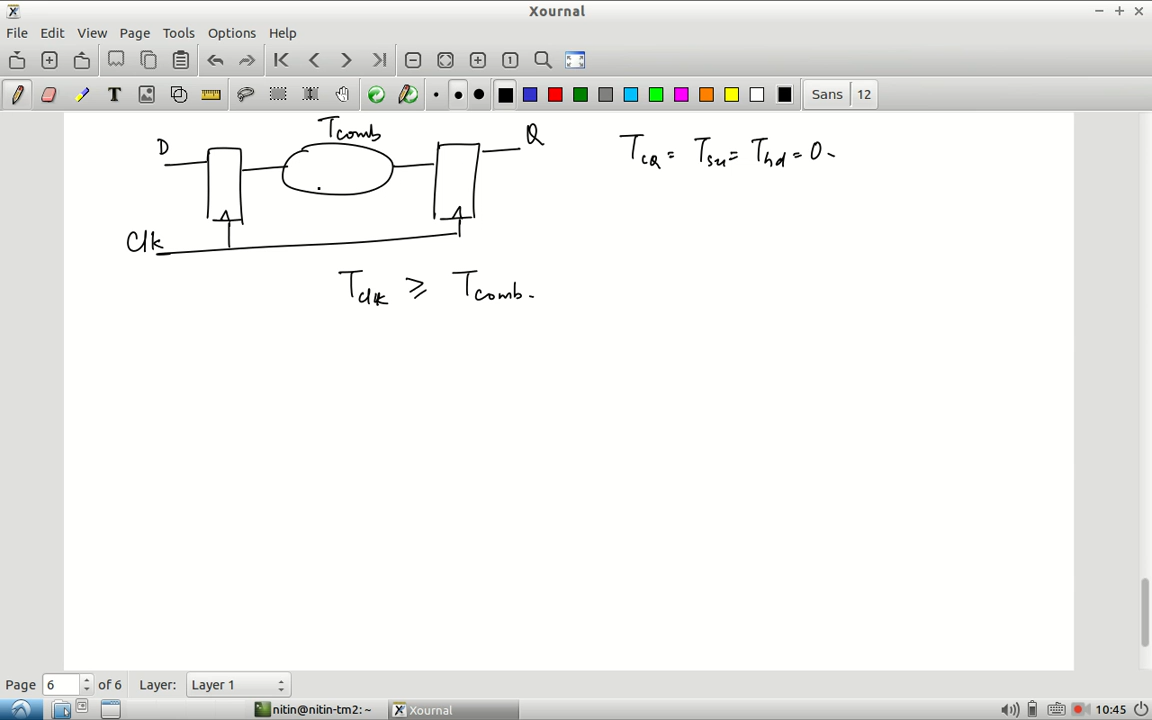 Xournal
File Edit View Page Tools Options Help
Sans 12
Tcomb
D
Q
TCQ = Tsu = Thd = 0
Clk
Tclk ≥ Tcomb.
Page 6 of 6 Layer: Layer 1
nitin@nitin-tm2: ~ Xournal 10:45